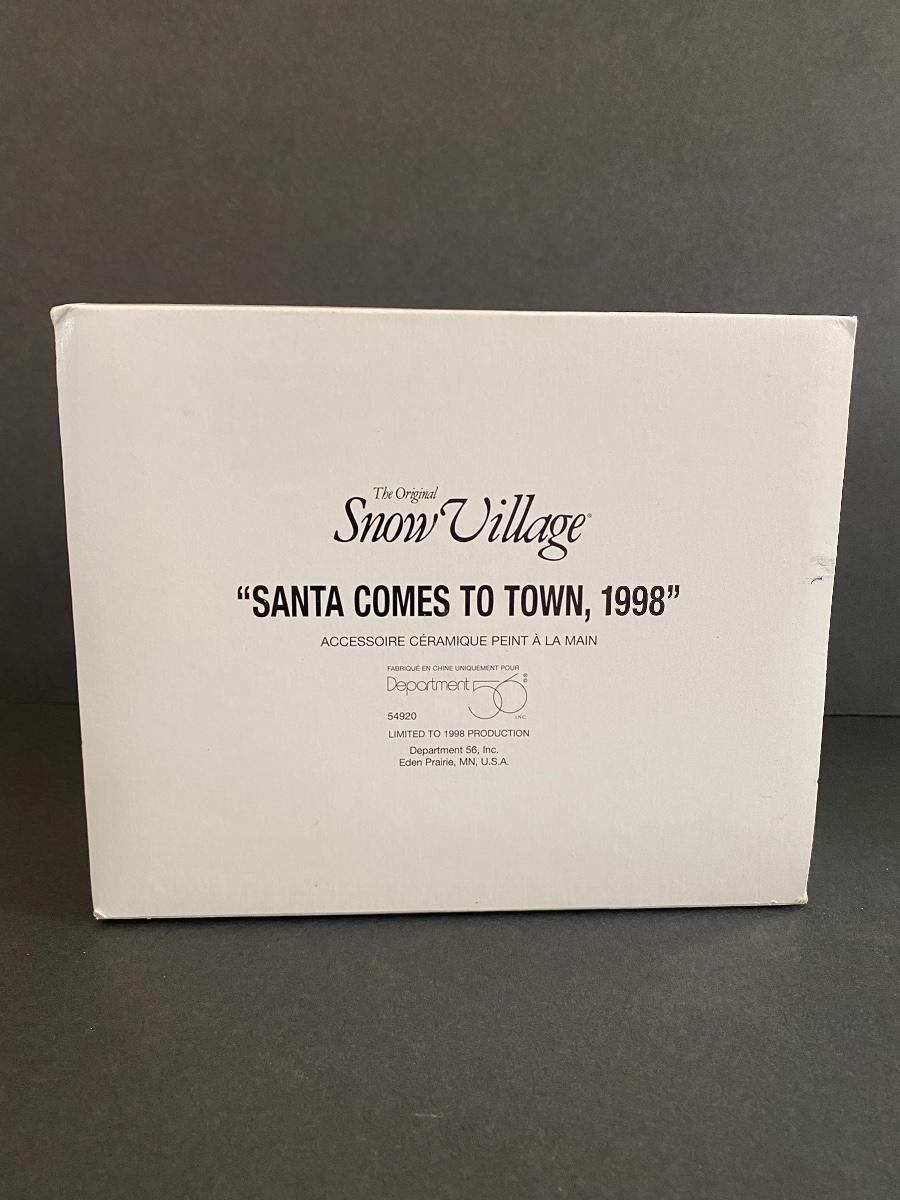 The Original
Snow Village®
“SANTA COMES TO TOWN, 1998”
ACCESSOIRE CÉRAMIQUE PEINT À LA MAIN
FABRIQUÉ EN CHINE UNIQUEMENT POUR
Department 56 ®©
54920 INC.
LIMITED TO 1998 PRODUCTION
Department 56, Inc.
Eden Prairie, MN, U.S.A.